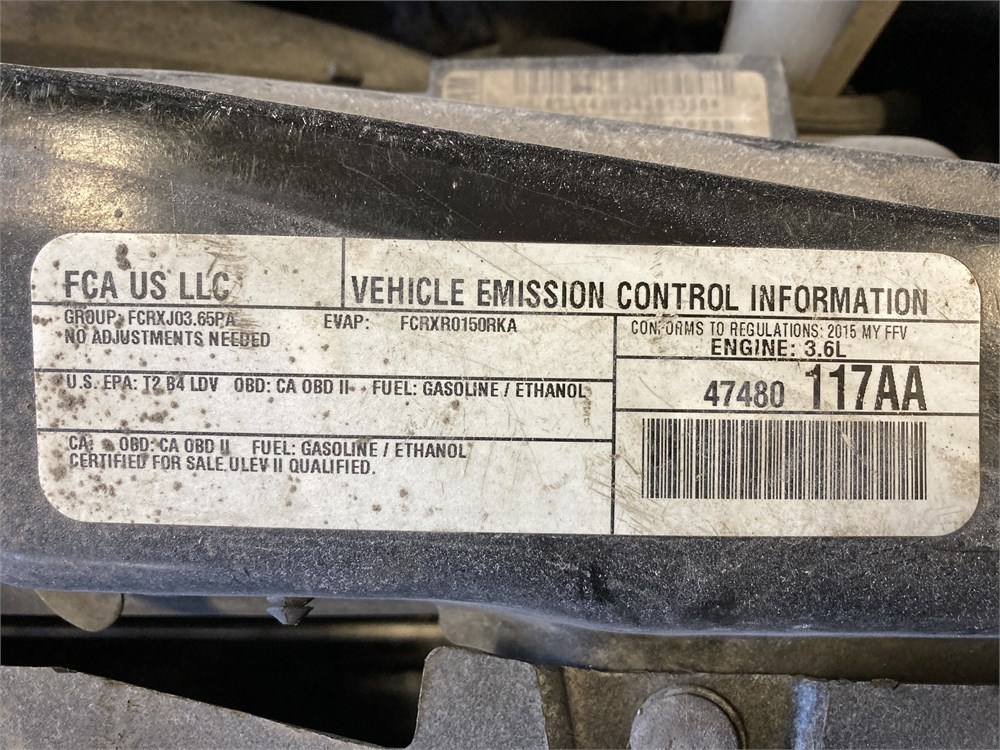 FCA US LLC
VEHICLE EMISSION CONTROL INFORMATION
GROUP: FCRXJ03.65PA EVAP: FCRXR0150RKA
NO ADJUSTMENTS NEEDED
CONFORMS TO REGULATIONS: 2015 MY FFV
ENGINE: 3.6L
U.S. EPA: T2 B4 LDV OBD: CA OBD II FUEL: GASOLINE / ETHANOL
47480 117AA
CA: OBD: CA OBD II FUEL: GASOLINE / ETHANOL
CERTIFIED FOR SALE.ULEV II QUALIFIED.